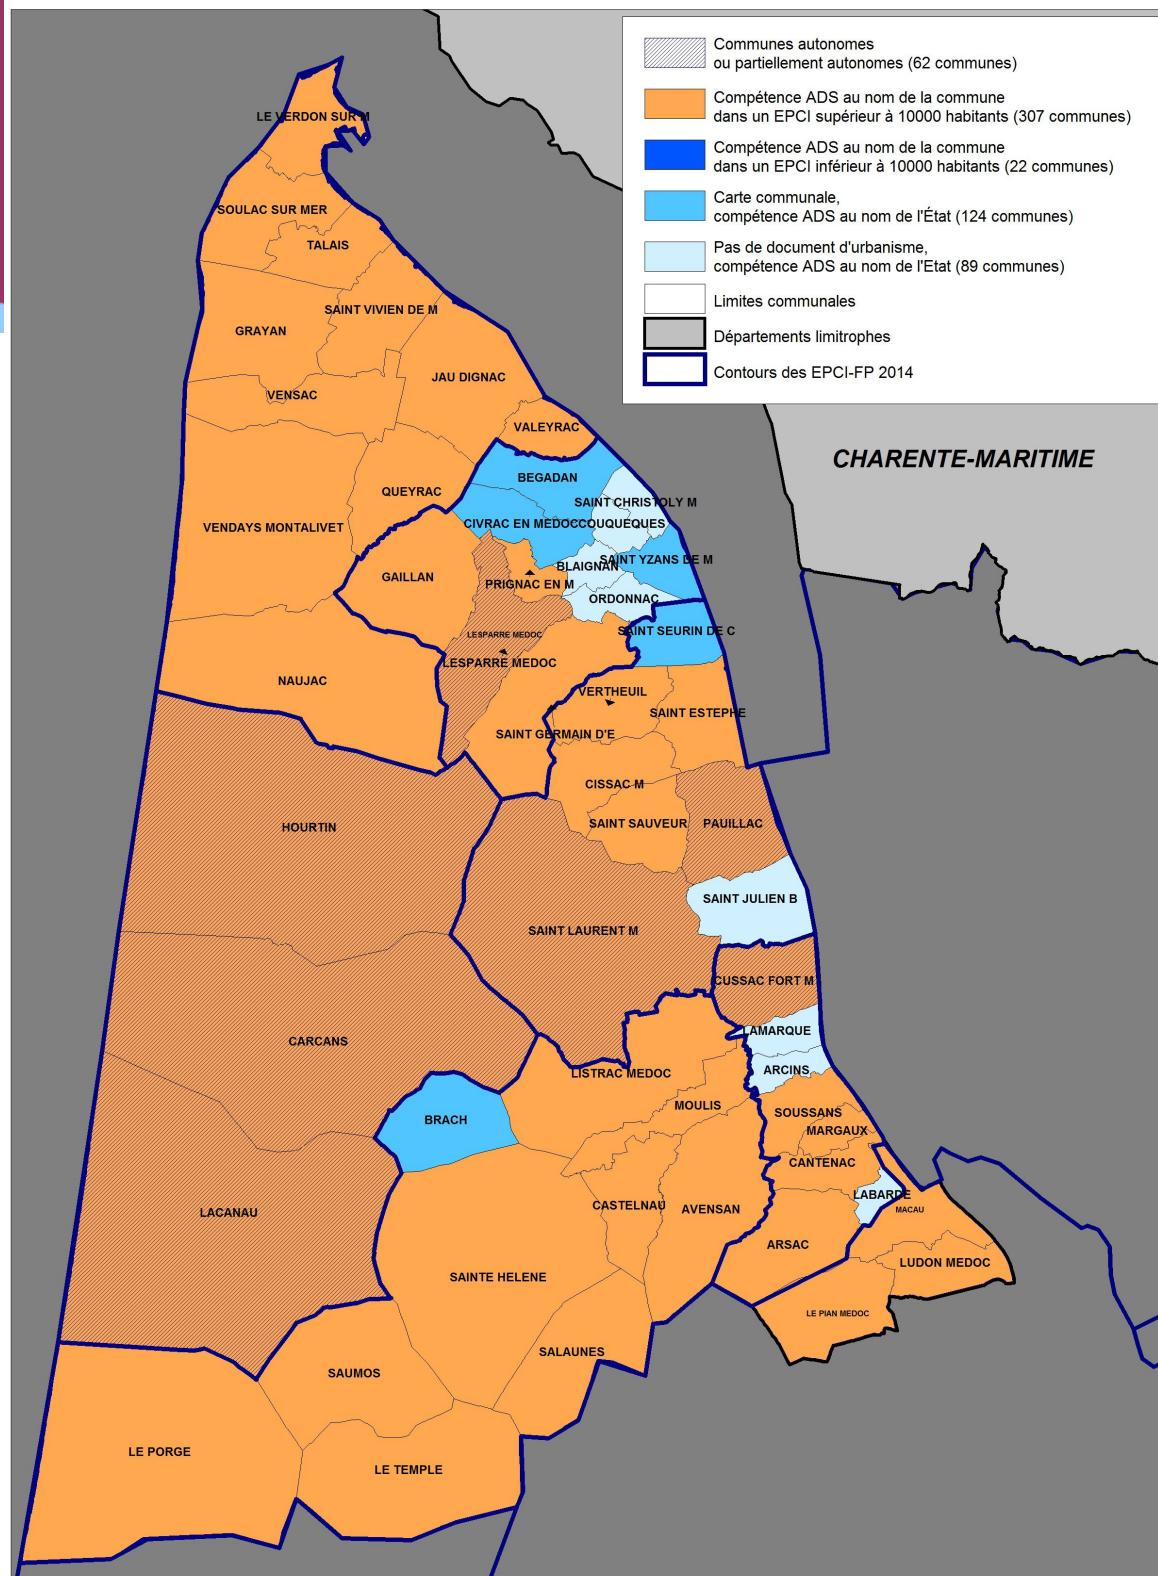 Communes autonomes
ou partiellement autonomes (62 communes)
Compétence ADS au nom de la commune
dans un EPCI supérieur à 10000 habitants (307 communes)
Compétence ADS au nom de la commune
dans un EPCI inférieur à 10000 habitants (22 communes)
Carte communale,
compétence ADS au nom de l'État (124 communes)
Pas de document d'urbanisme,
compétence ADS au nom de l'Etat (89 communes)
Limites communales
Départements limitrophes
Contours des EPCI-FP 2014
CHARENTE-MARITIME
LE VERDON SUR M
SOULAC SUR MER
TALAIS
SAINT VIVIEN DE M
GRAYAN
JAU DIGNAC
VENSAC
VALEYRAC
BEGADAN
QUEYRAC
SAINT CHRISTOLY M
VENDAYS MONTALIVET
CIVRAC EN MEDOC
COUQUEQUES
SAINT YZANS DE M
BLAIGNAN
GAILLAN
PRIGNAC EN M
ORDONNAC
SAINT SEURIN DE C
LESPARRE MEDOC
LESPARRE MEDOC
NAUJAC
VERTHEUIL
SAINT ESTEPHE
SAINT GERMAIN D'E
CISSAC M
HOURTIN
SAINT SAUVEUR
PAUILLAC
SAINT JULIEN B
SAINT LAURENT M
CUSSAC FORT M
LAMARQUE
CARCANS
ARCINS
LISTRAC MEDOC
MOULIS
SOUSSANS
BRACH
MARGAUX
CANTENAC
LABARDE
CASTELNAU
AVENSAN
MACAU
LACANAU
ARSAC
LUDON MEDOC
SAINTE HELENE
LE PIAN MEDOC
SALAUNES
SAUMOS
LE PORGE
LE TEMPLE